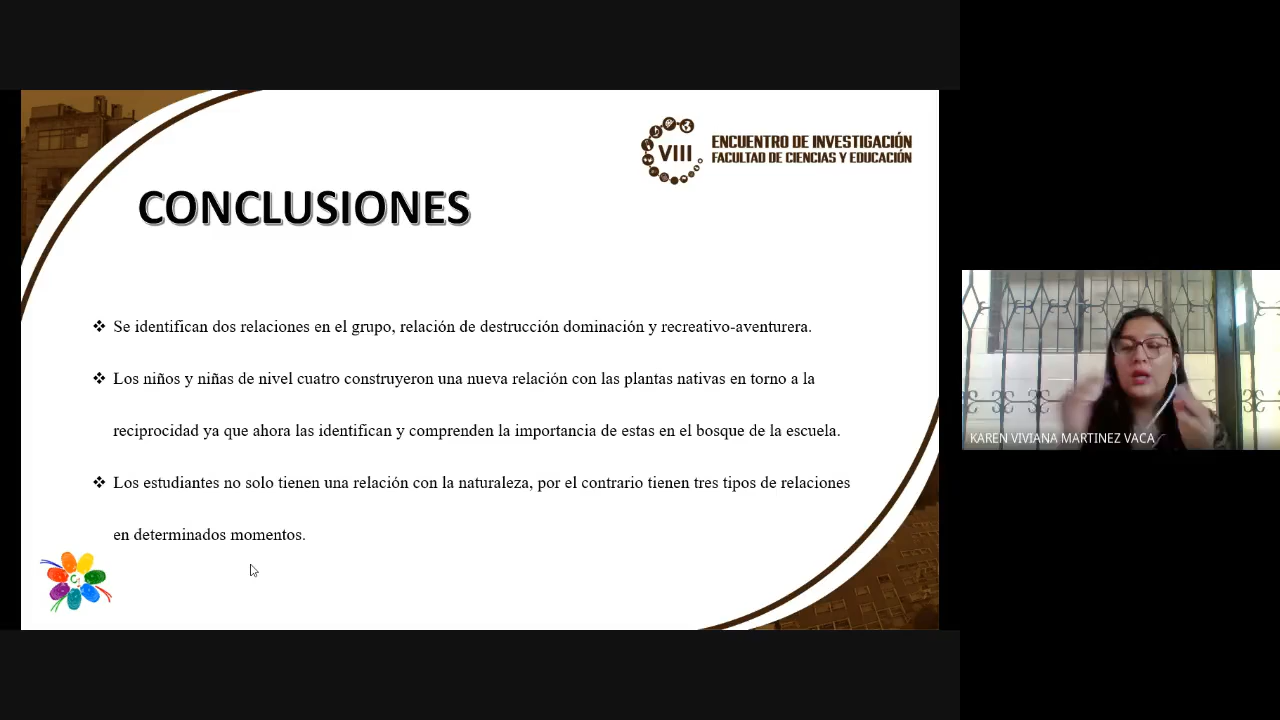 VIII
ENCUENTRO DE INVESTIGACIÓN
FACULTAD DE CIENCIAS Y EDUCACIÓN
CONCLUSIONES
❖ Se identifican dos relaciones en el grupo, relación de destrucción dominación y recreativo-aventurera.
❖ Los niños y niñas de nivel cuatro construyeron una nueva relación con las plantas nativas en torno a la
reciprocidad ya que ahora las identifican y comprenden la importancia de estas en el bosque de la escuela.
❖ Los estudiantes no solo tienen una relación con la naturaleza, por el contrario tienen tres tipos de relaciones
en determinados momentos.
KAREN VIVIANA MARTINEZ VACA